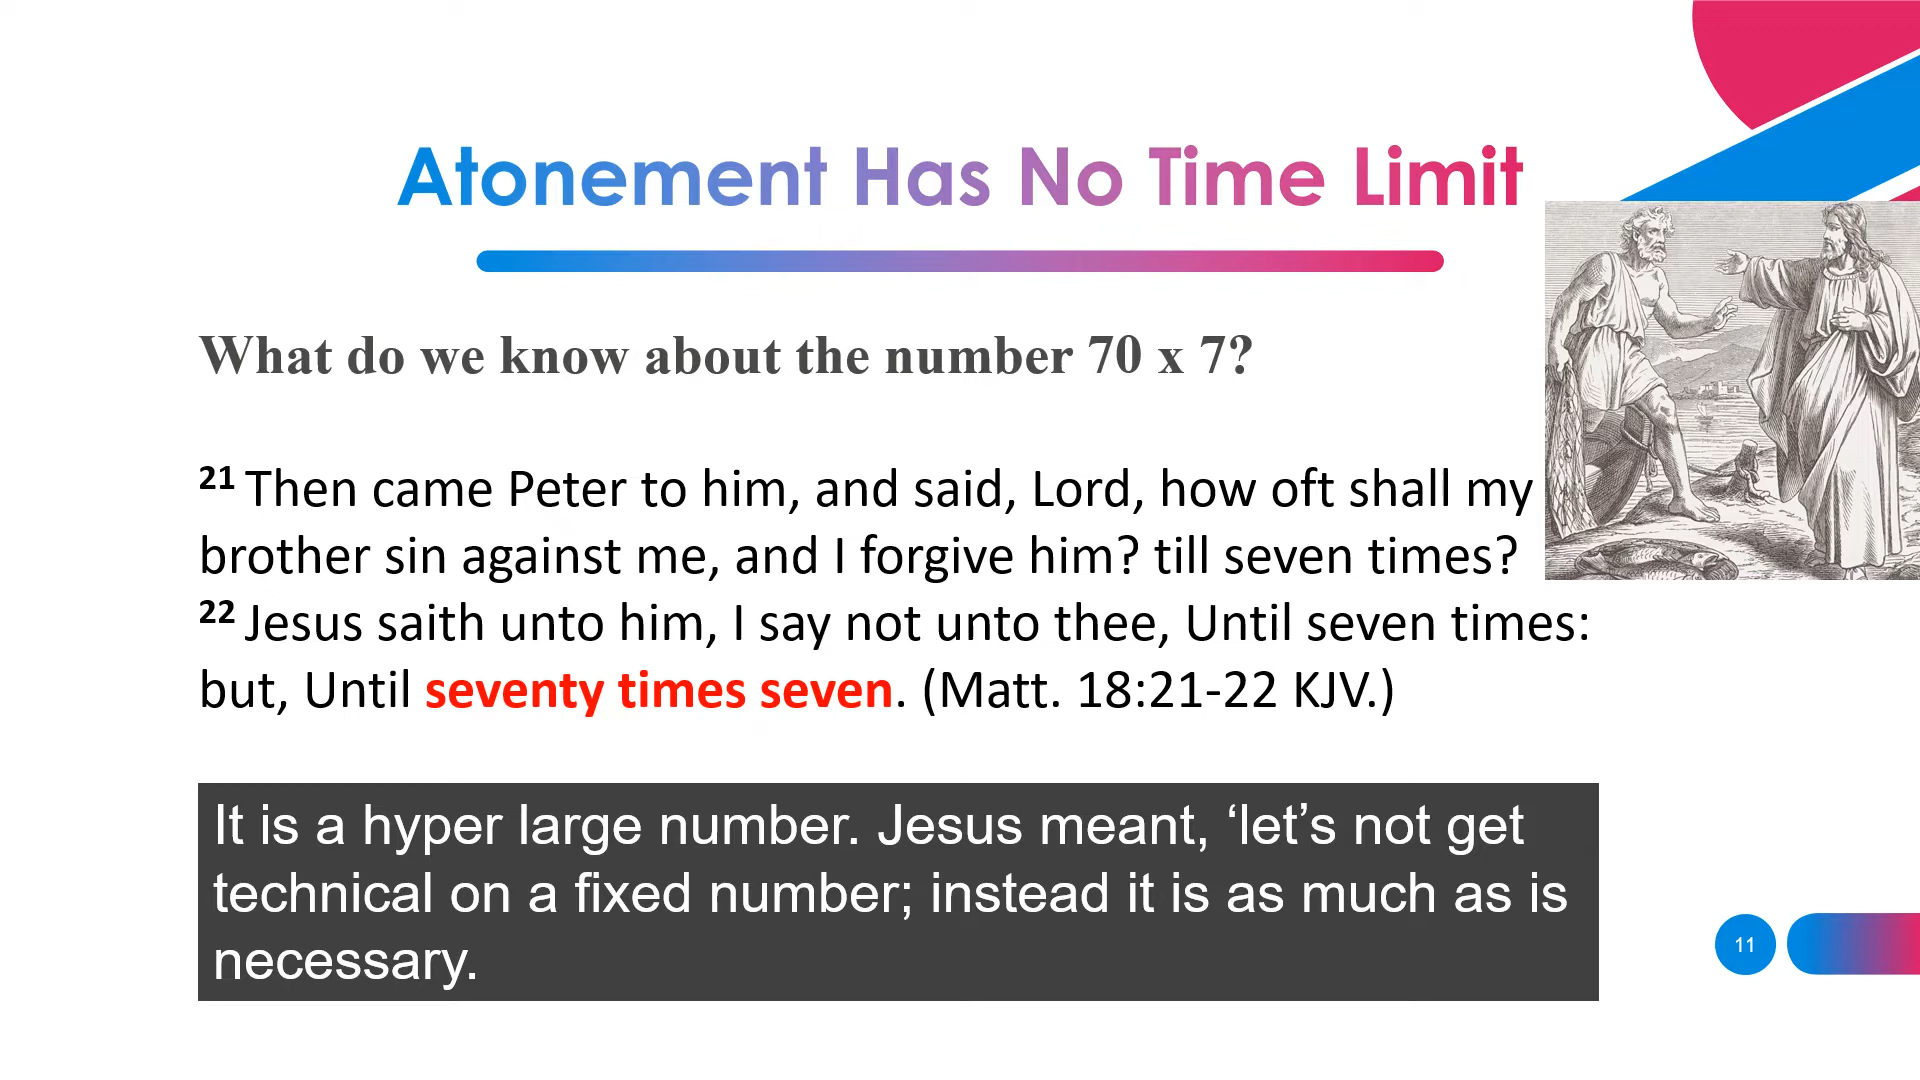 Atonement Has No Time Limit
What do we know about the number 70 x 7?
21 Then came Peter to him, and said, Lord, how oft shall my
brother sin against me, and I forgive him? till seven times?
22 Jesus saith unto him, I say not unto thee, Until seven times:
but, Until seventy times seven. (Matt. 18:21-22 KJV.)
It is a hyper large number. Jesus meant, ‘let’s not get
technical on a fixed number; instead it is as much as is
necessary.
11